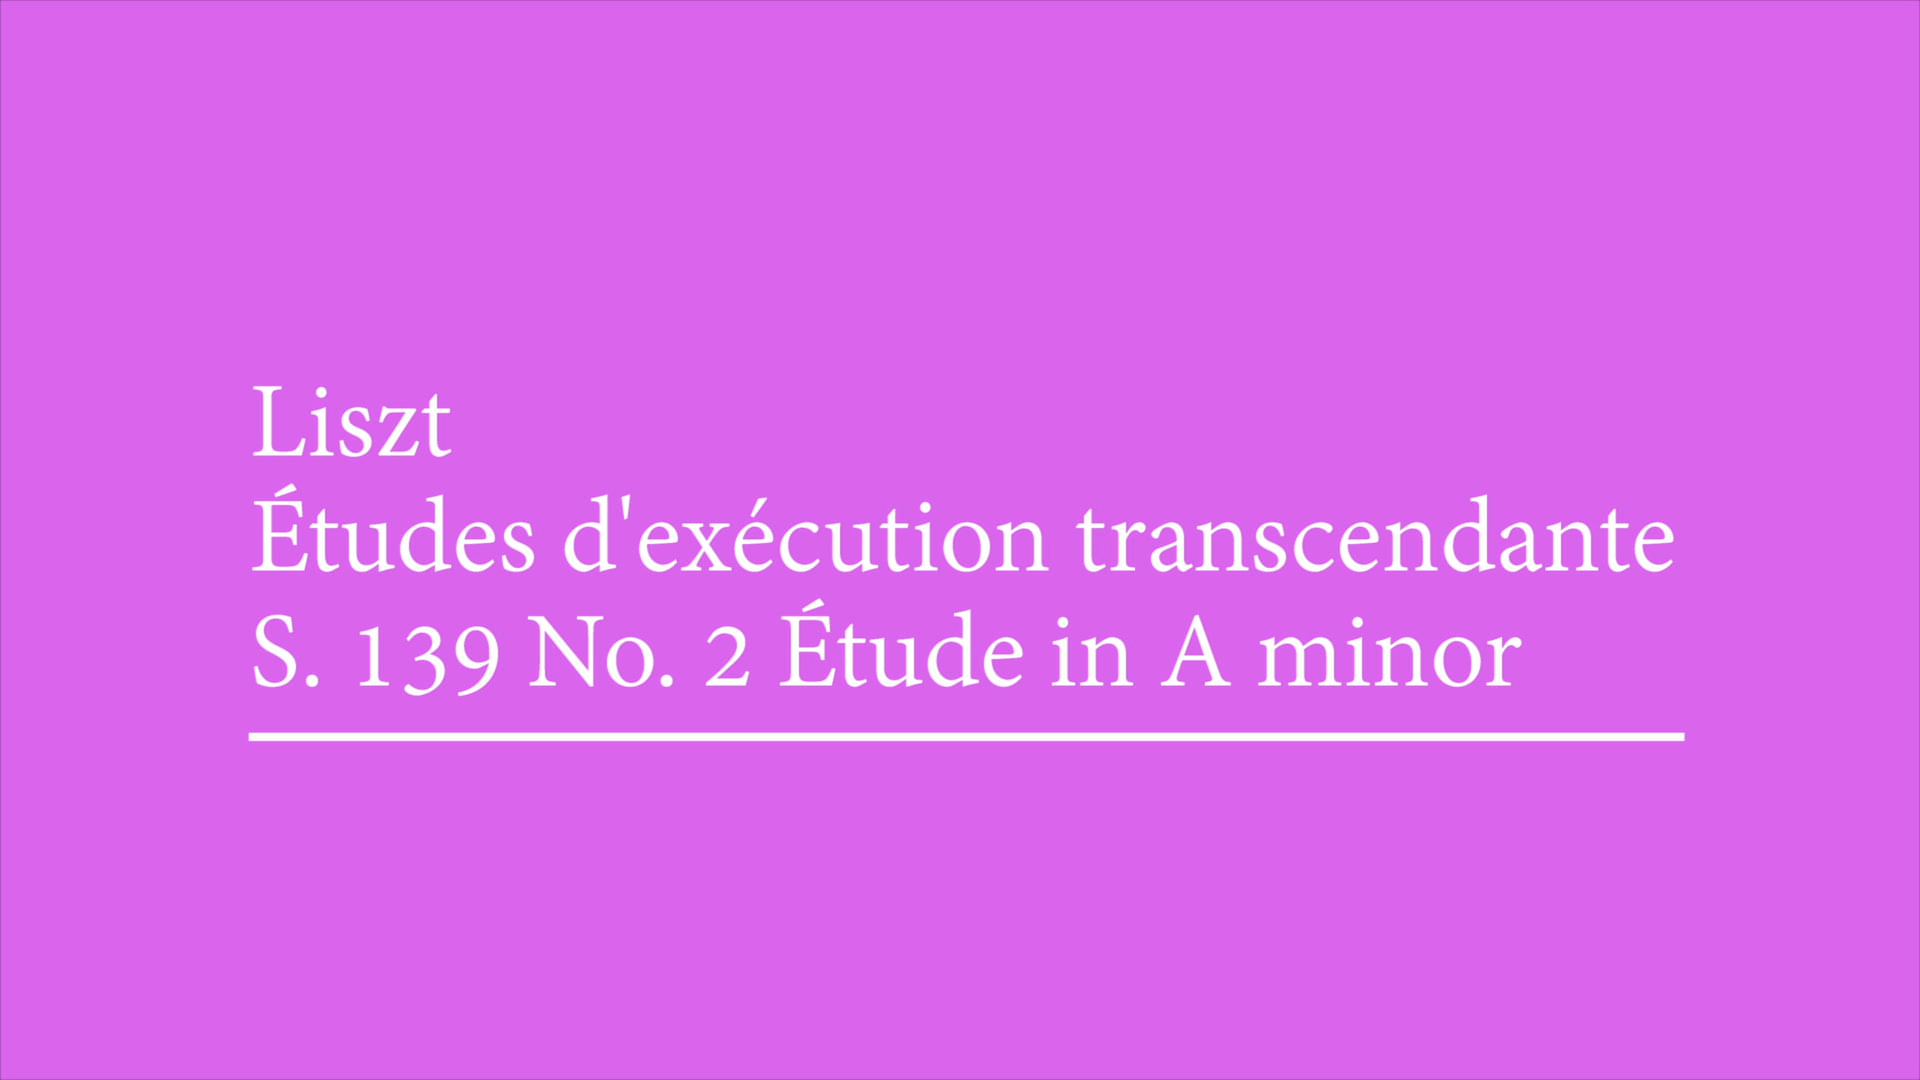 Liszt
Études d'exécution transcendante
S. 139 No. 2 Étude in A minor